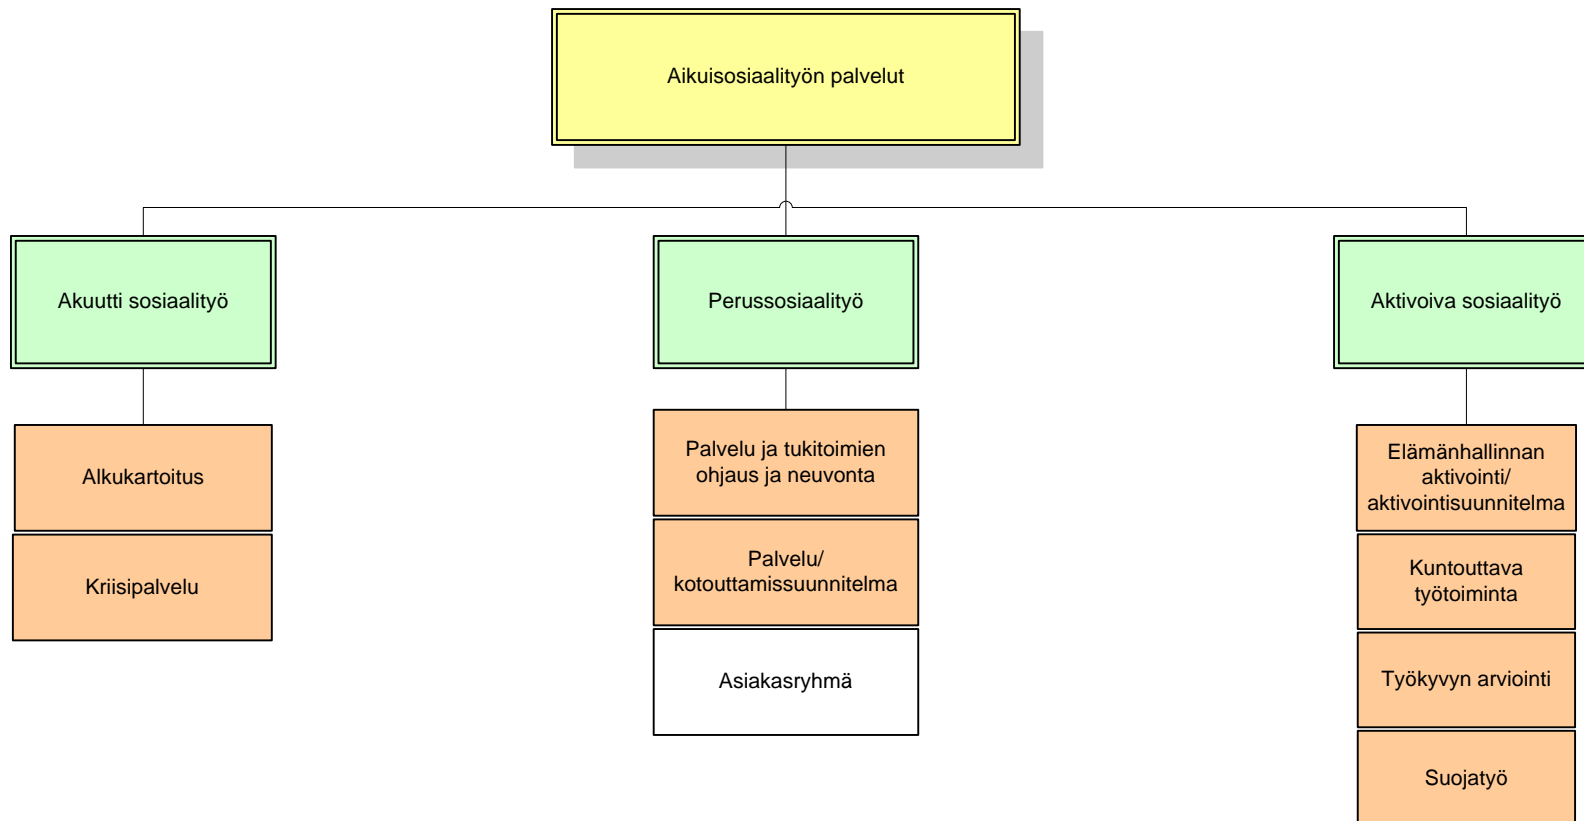 Aikuisosiaalityön palvelut
Akuutti sosiaalityö
Perussosiaalityö
Aktivoiva sosiaalityö
Alkukartoitus
Kriisipalvelu
Palvelu ja tukitoimien
ohjaus ja neuvonta
Palvelu/
kotouttamissuunnitelma
Asiakasryhmä
Elämänhallinnan
aktivointi/
aktivointisuunnitelma
Kuntouttava
työtoiminta
Työkyvyn arviointi
Suojatyö